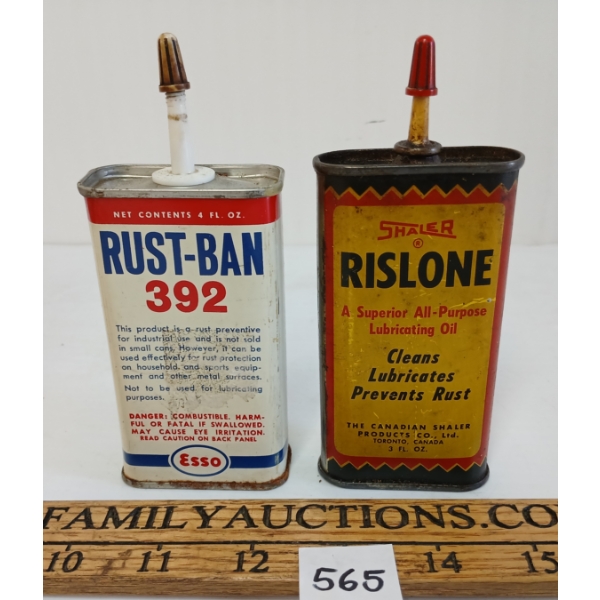 NET CONTENTS 4 FL. OZ.
RUST-BAN
392
This product is a rust preventive
for industrial use and is not sold
in small cans. However, it can be
used effectively for rust protection
on household and sports equip-
ment and other metal surfaces.
Not to be used for lubricating
purposes.
DANGER: COMBUSTIBLE. HARM-
FUL OR FATAL IF SWALLOWED.
MAY CAUSE EYE IRRITATION.
READ CAUTION ON BACK PANEL
Esso
SHALER
®
RISLONE
A Superior All-Purpose
Lubricating Oil
Cleans
Lubricates
Prevents Rust
THE CANADIAN SHALER
PRODUCTS CO., Ltd.
TORONTO, CANADA
3 FL. OZ.
FAMILYAUCTIONS.CO
10 11 12 14 15
565